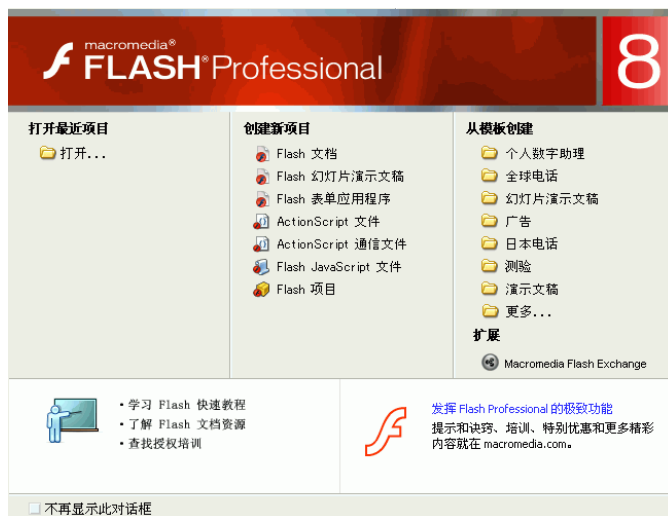 macromedia®
FLASH®Professional
8
打开最近项目
打开...
创建新项目
Flash 文档
Flash 幻灯片演示文稿
Flash 表单应用程序
ActionScript 文件
ActionScript 通信文件
Flash JavaScript 文件
Flash 项目
从模板创建
个人数字助理
全球电话
幻灯片演示文稿
广告
日本电话
测验
演示文稿
更多...
扩展
Macromedia Flash Exchange
·学习 Flash 快速教程
·了解 Flash 文档资源
·查找授权培训
发挥 Flash Professional 的极致功能
提示和诀窍、培训、特别优惠和更多精彩
内容就在 macromedia.com。
不再显示此对话框